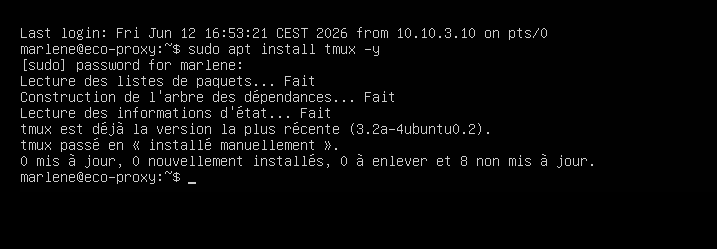 Last login: Fri Jun 12 16:53:21 CEST 2026 from 10.10.3.10 on pts/0
marlene@eco-proxy:~$ sudo apt install tmux -y
[sudo] password for marlene:
Lecture des listes de paquets... Fait
Construction de l'arbre des dépendances... Fait
Lecture des informations d'état... Fait
tmux est déjà la version la plus récente (3.2a-4ubuntu0.2).
tmux passé en « installé manuellement ».
0 mis à jour, 0 nouvellement installés, 0 à enlever et 8 non mis à jour.
marlene@eco-proxy:~$ _